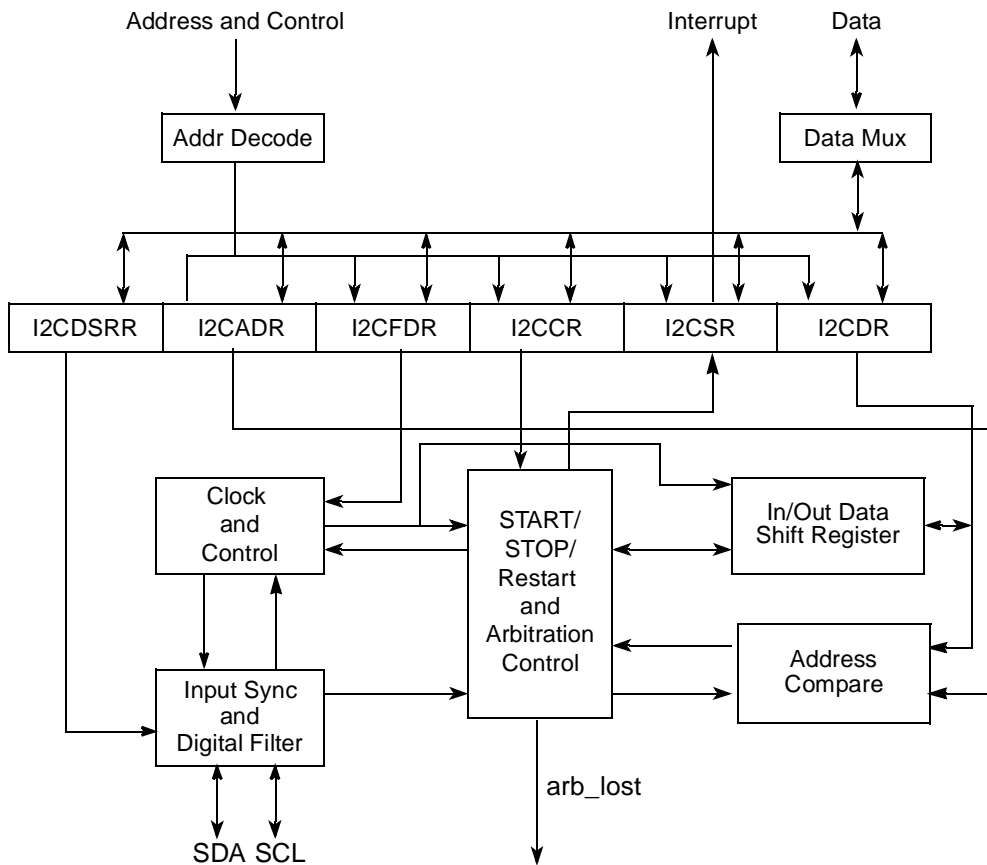 Address and Control
Interrupt
Data
Addr Decode
Data Mux
I2CDSRR
I2CADR
I2CFDR
I2CCR
I2CSR
I2CDR
Clock
and
Control
START/
STOP/
Restart
and
Arbitration
Control
In/Out Data
Shift Register
Input Sync
and
Digital Filter
Address
Compare
arb_lost
SDA
SCL